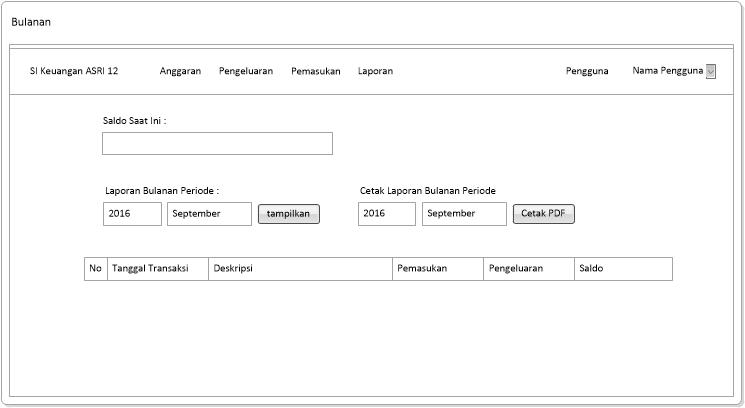 Bulanan
SI Keuangan ASRI 12 Anggaran Pengeluaran Pemasukan Laporan Pengguna Nama Pengguna
Saldo Saat Ini :
Laporan Bulanan Periode : Cetak Laporan Bulanan Periode
2016 September tampilkan 2016 September Cetak PDF
No Tanggal Transaksi Deskripsi Pemasukan Pengeluaran Saldo